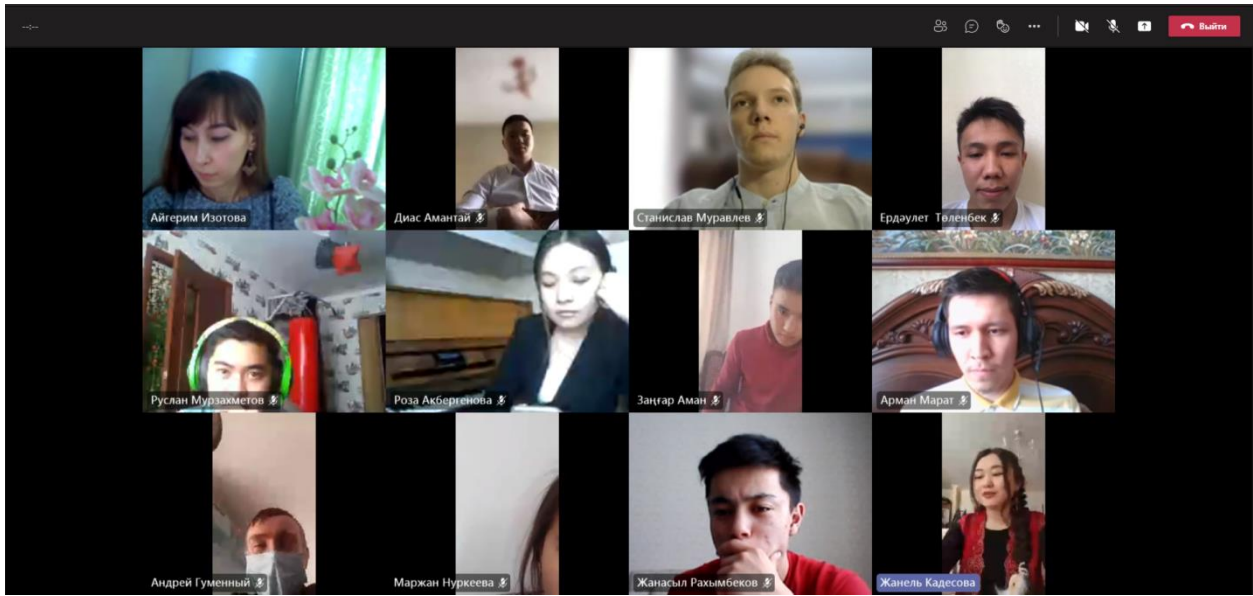 --:--
Выйти
Айгерим Изотова
Диас Амантай
Станислав Муравлев
Ердәулет Төленбек
Руслан Мурзахметов
Роза Акбергенова
Заңғар Аман
Арман Марат
Андрей Гуменный
Маржан Нуркеева
Жанасыл Рахымбеков
Жанель Кадесова